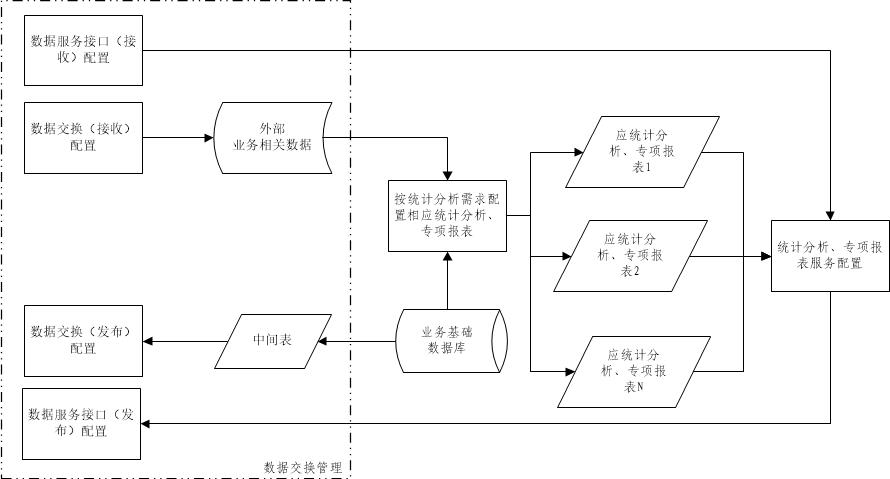 数据服务接口（接
收）配置
数据交换（接收）
配置
外部
业务相关数据
按统计分析需求配
置相应统计分析、
专项报表
应统计分
析、专项报
表1
应统计分
析、专项报
表2
应统计分
析、专项报
表N
统计分析、专项报
表服务配置
数据交换（发布）
配置
中间表
业务基础
数据库
数据服务接口（发
布）配置
数据交换管理